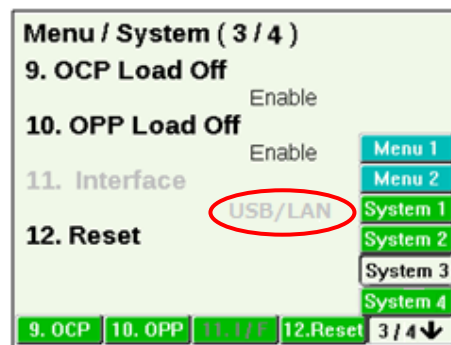 Menu / System ( 3 / 4 )
9. OCP Load Off
Enable
10. OPP Load Off
Enable
11. Interface
USB/LAN
12. Reset
Menu 1
Menu 2
System 1
System 2
System 3
System 4
9. OCP 10. OPP 11. I / F 12.Reset 3 / 4 ↓